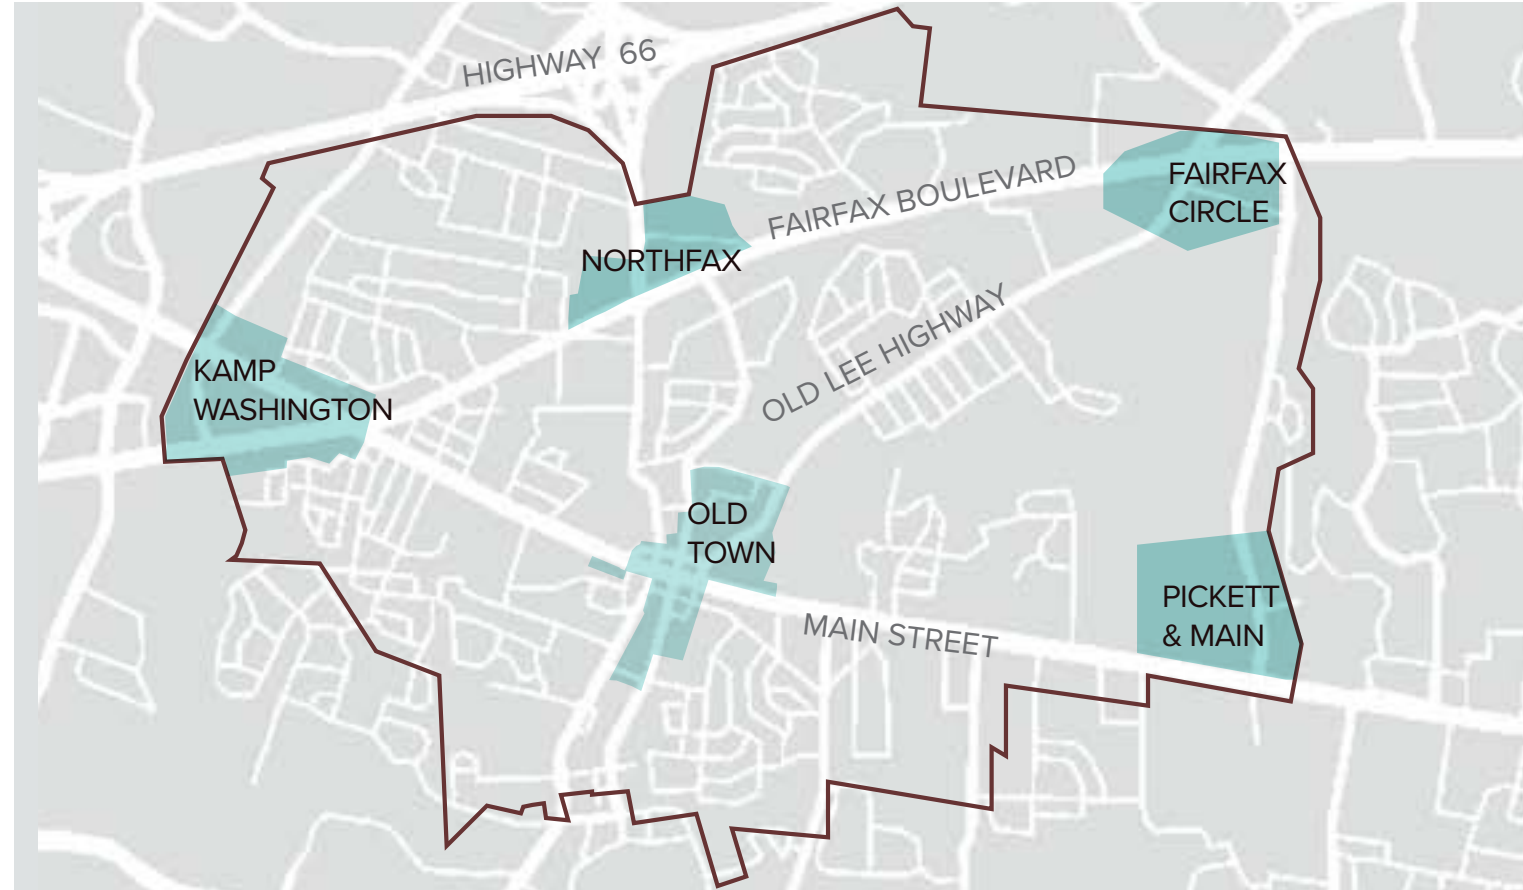 HIGHWAY 66
FAIRFAX BOULEVARD
FAIRFAX
CIRCLE
NORTHFAX
OLD LEE HIGHWAY
KAMP
WASHINGTON
OLD
TOWN
PICKETT
& MAIN
MAIN STREET